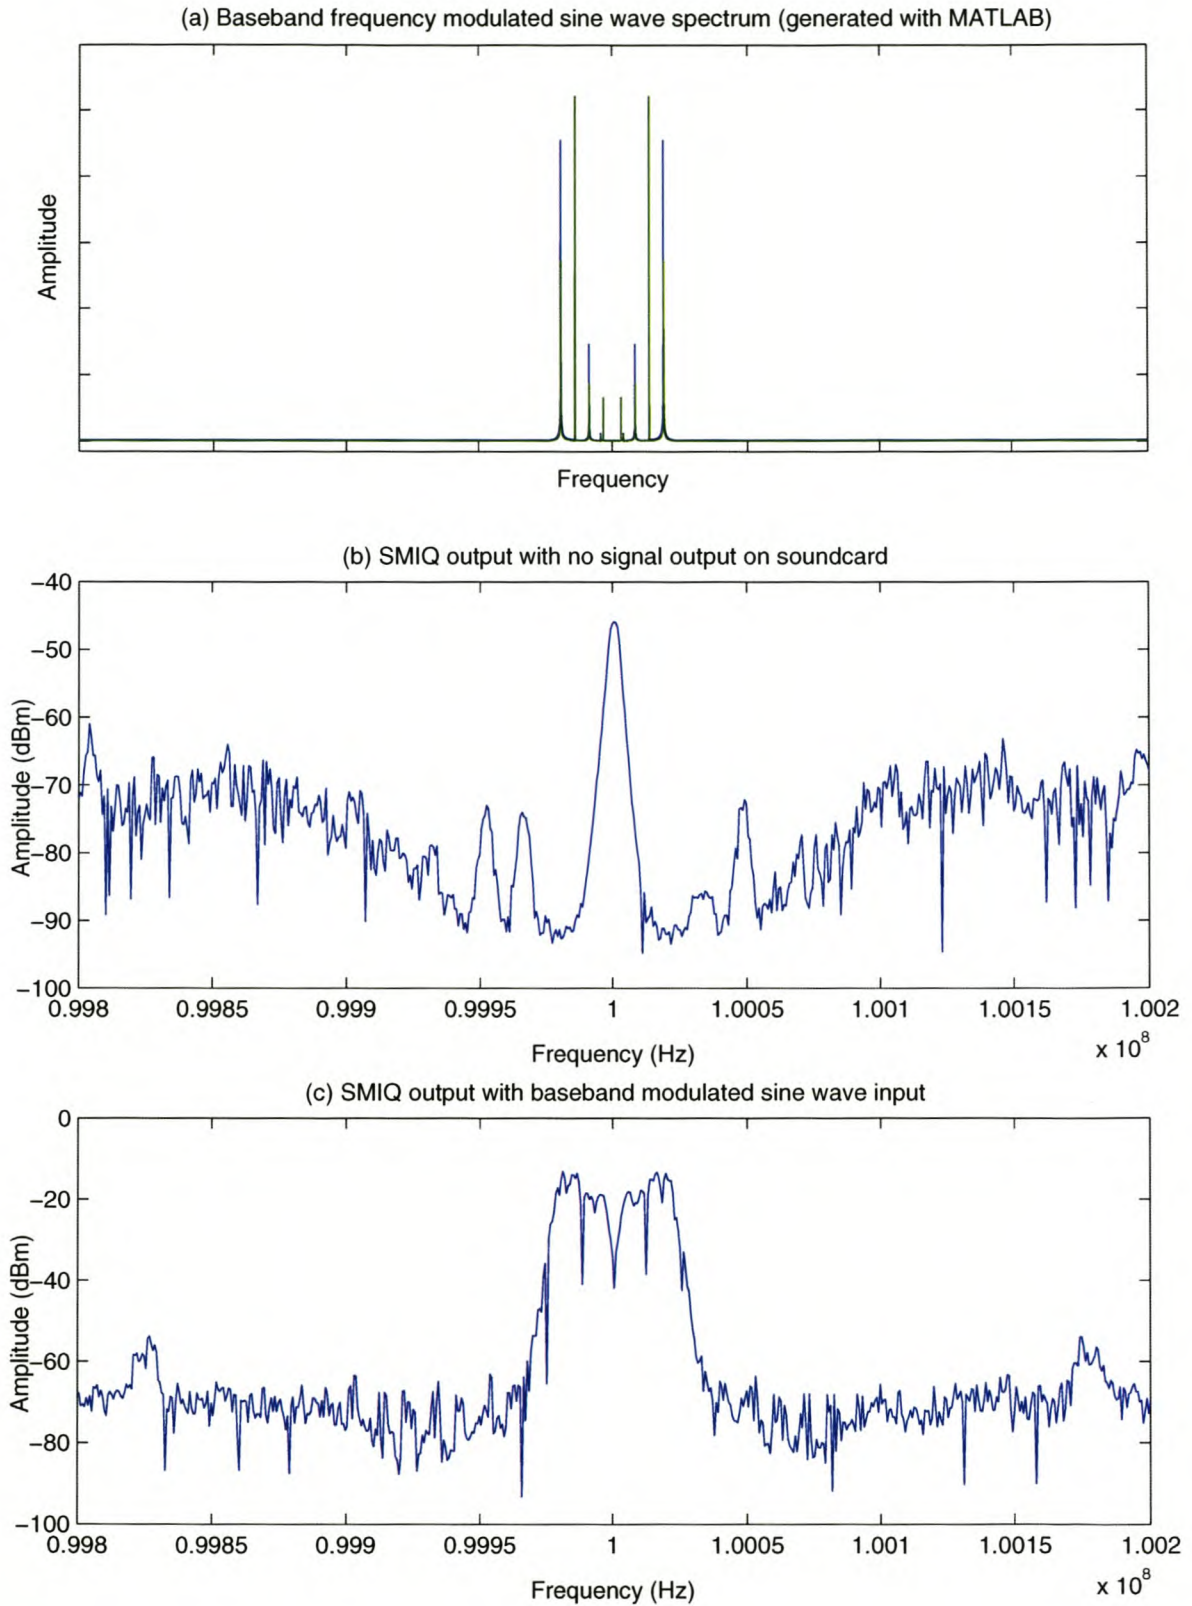 (a) Baseband frequency modulated sine wave spectrum (generated with MATLAB)
Amplitude
Frequency
(b) SMIQ output with no signal output on soundcard
Amplitude (dBm)
−40
−50
−60
−70
−80
−90
−100
0.998 0.9985 0.999 0.9995 1 1.0005 1.001 1.0015 1.002
x 10^8
Frequency (Hz)
(c) SMIQ output with baseband modulated sine wave input
Amplitude (dBm)
0
−20
−40
−60
−80
−100
0.998 0.9985 0.999 0.9995 1 1.0005 1.001 1.0015 1.002
x 10^8
Frequency (Hz)